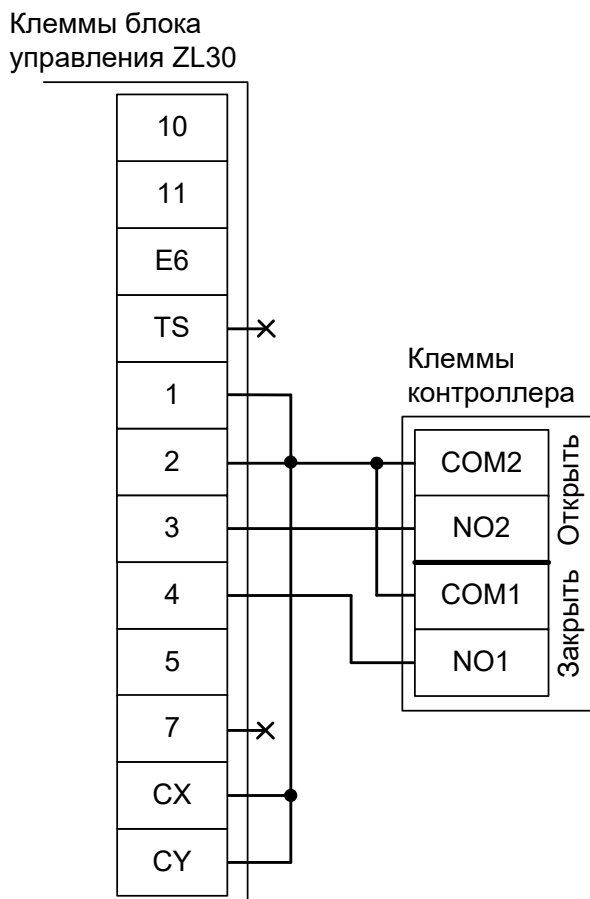 Клеммы блока
управления ZL30
10
11
E6
TS
1
2
3
4
5
7
CX
CY
Клеммы
контроллера
COM2
NO2
COM1
NO1
Открыть
Закрыть